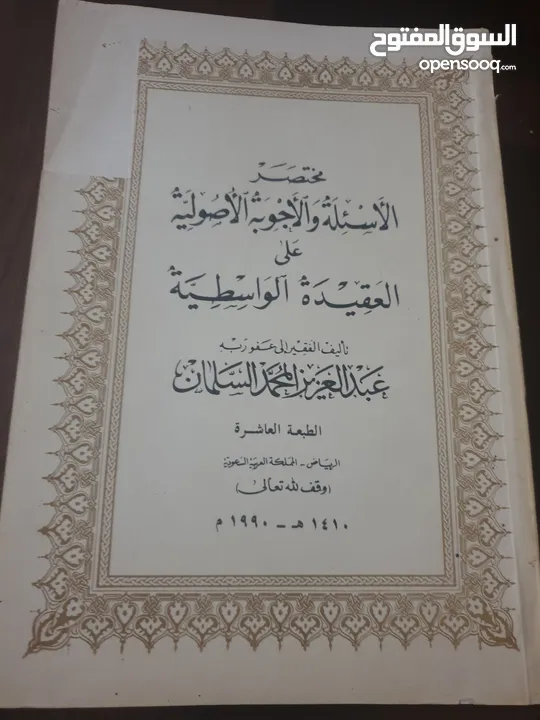 السوق المفتوح
opensooq.com
مختصر
الأسئلة والأجوبة الأصولية
على
العقيدة الواسطية
تأليف الفقير إلى عفو ربه
عبد العزيز المحمد السلمان
الطبعة العاشرة
الرياض - المملكة العربية السعودية
(وقف لله تعالى)
١٤١٠ هـ - ١٩٩٠ م